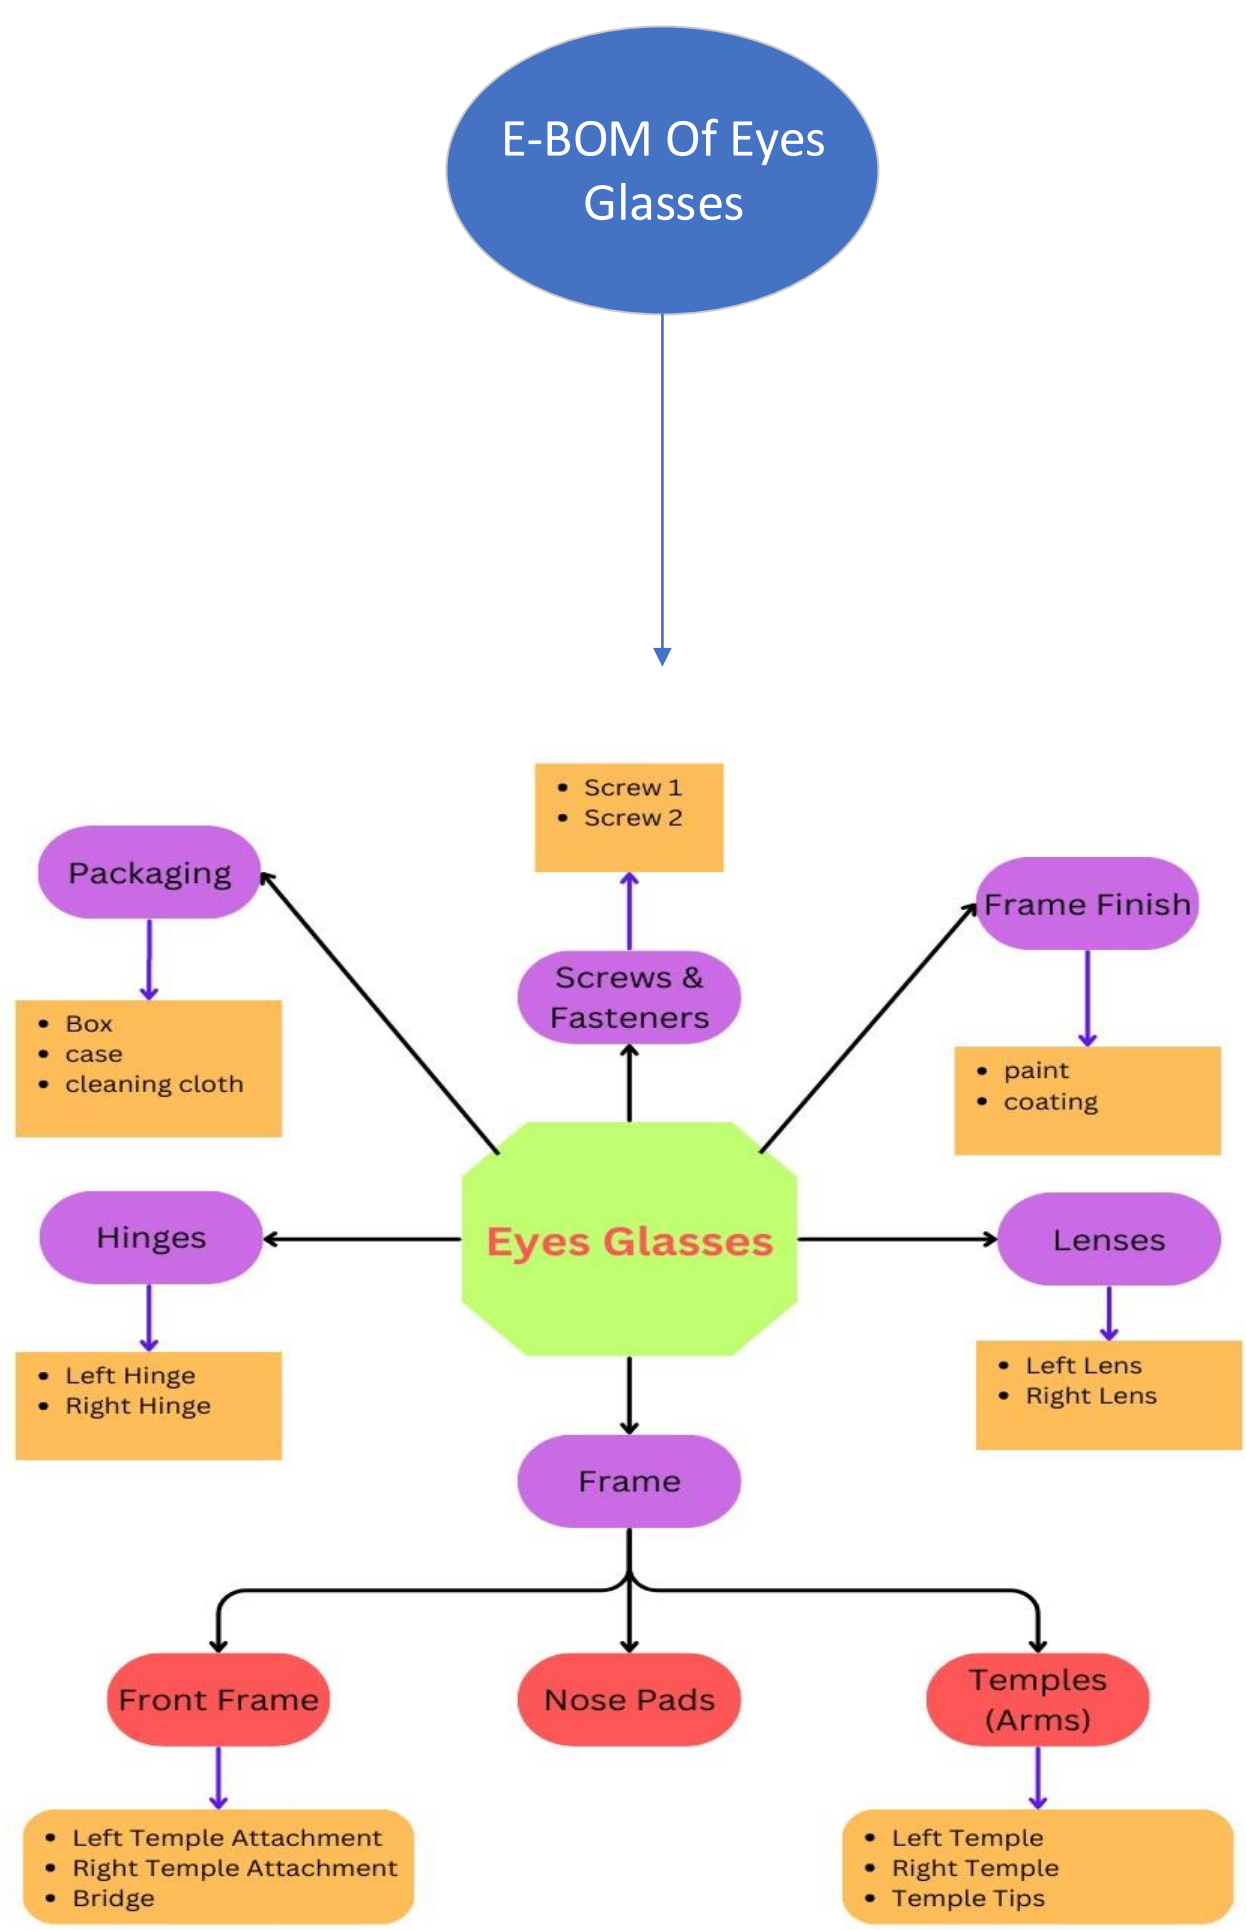 E-BOM Of Eyes
Glasses
Screw 1
Screw 2
Packaging
Frame Finish
Screws &
Fasteners
Box
case
cleaning cloth
paint
coating
Hinges
Eyes Glasses
Lenses
Left Hinge
Right Hinge
Left Lens
Right Lens
Frame
Front Frame
Nose Pads
Temples
(Arms)
Left Temple Attachment
Right Temple Attachment
Bridge
Left Temple
Right Temple
Temple Tips